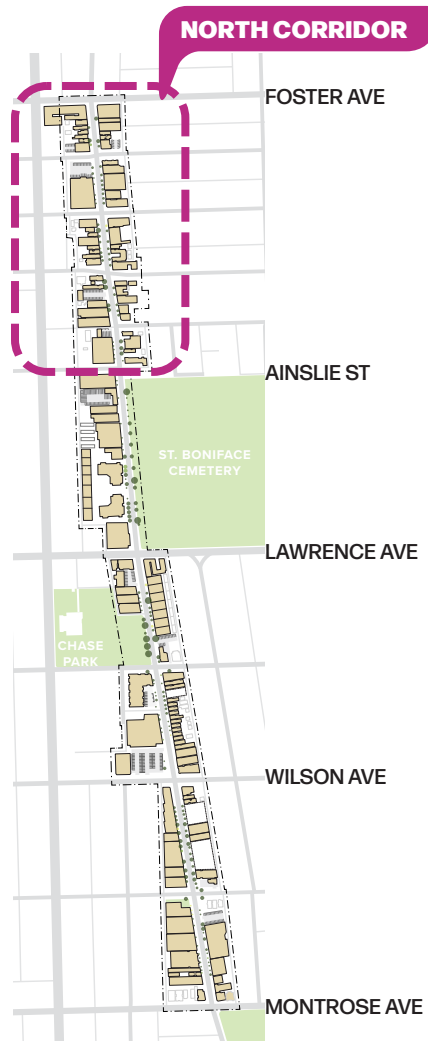 NORTH CORRIDOR
FOSTER AVE
AINSLIE ST
ST. BONIFACE
CEMETERY
LAWRENCE AVE
CHASE
PARK
WILSON AVE
MONTROSE AVE